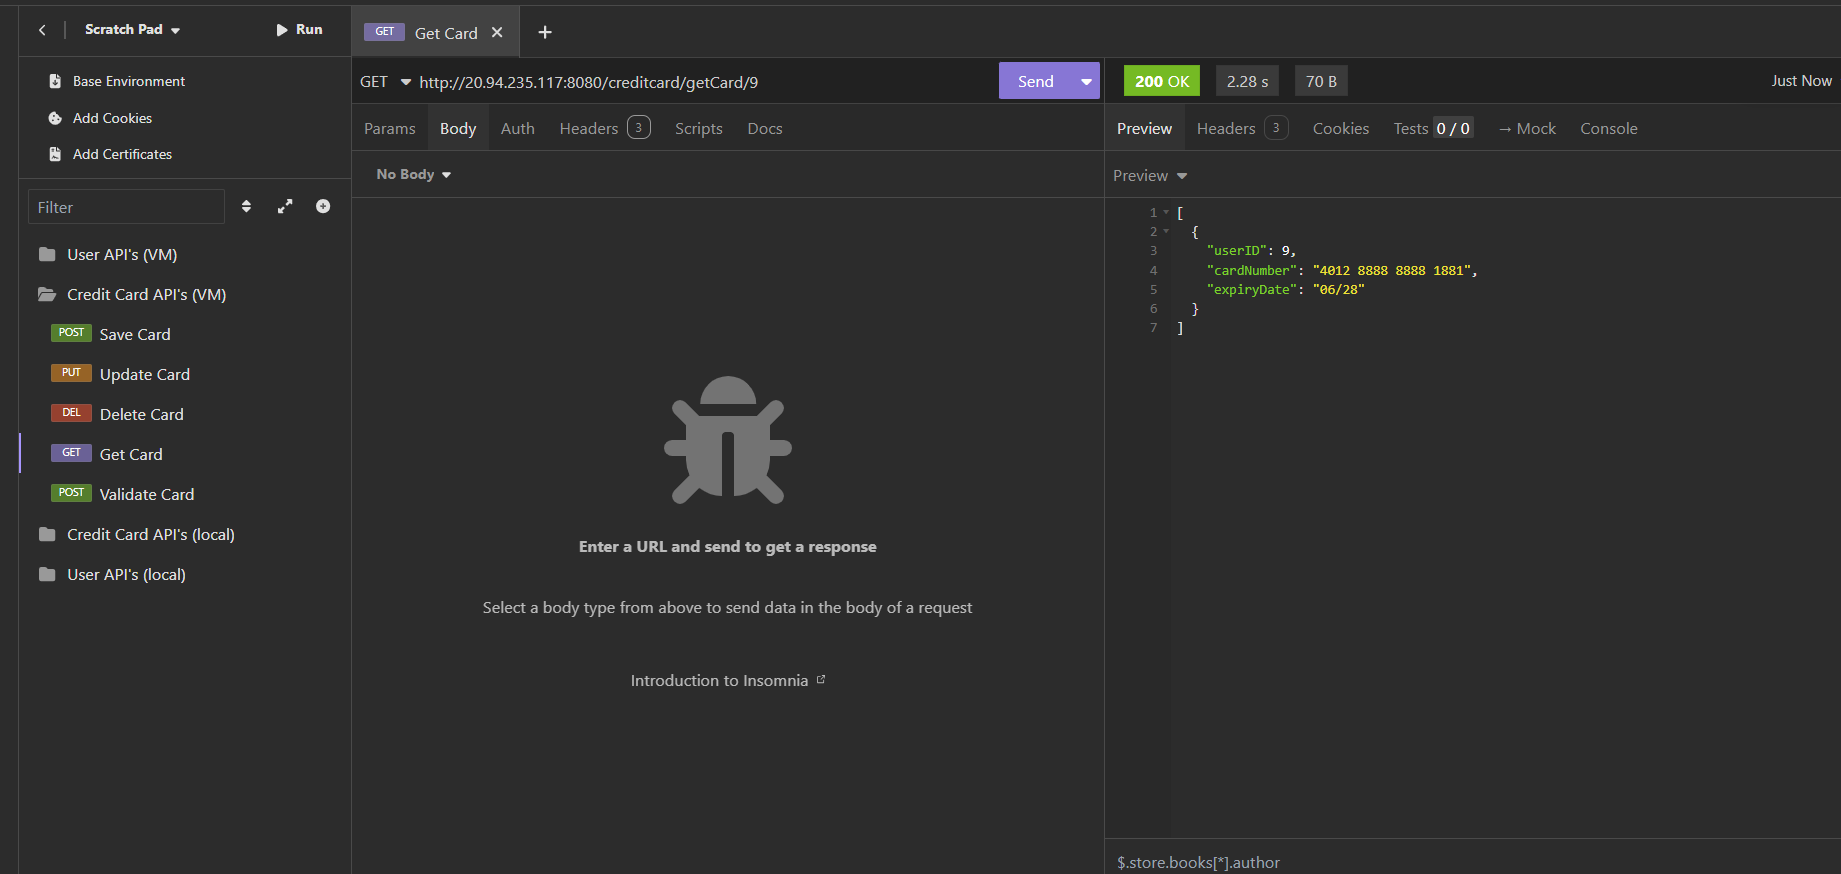 Scratch Pad
Run
Base Environment
Add Cookies
Add Certificates
Filter
User API's (VM)
Credit Card API's (VM)
POST Save Card
PUT Update Card
DEL Delete Card
GET Get Card
POST Validate Card
Credit Card API's (local)
User API's (local)
GET Get Card
GET http://20.94.235.117:8080/creditcard/getCard/9 Send
Params Body Auth Headers 3 Scripts Docs
No Body
Enter a URL and send to get a response
Select a body type from above to send data in the body of a request
Introduction to Insomnia
200 OK 2.28 s 70 B Just Now
Preview Headers 3 Cookies Tests 0 / 0 → Mock Console
Preview
1 [
2 {
3 "userID": 9,
4 "cardNumber": "4012 8888 8888 1881",
5 "expiryDate": "06/28"
6 }
7 ]
$.store.books[*].author